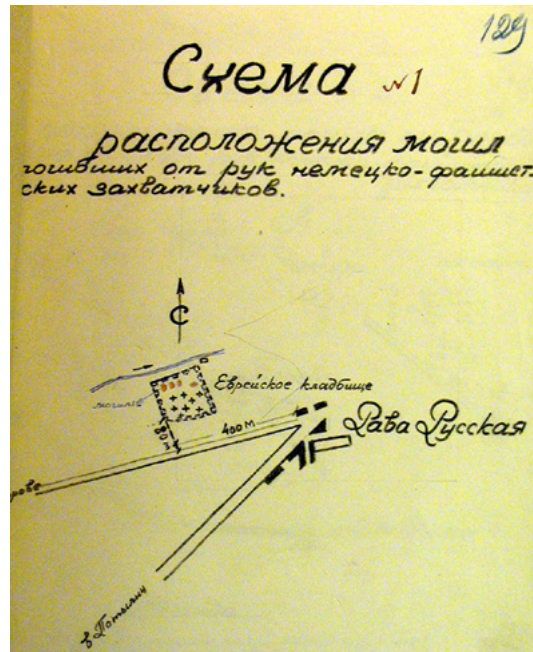 129
Схема №1
расположения могил
погибших от рук немецко-фашист-
ских захватчиков.
С
Еврейское кладбище
могилы
400 м
80 м
Рава Русская
в Потылич